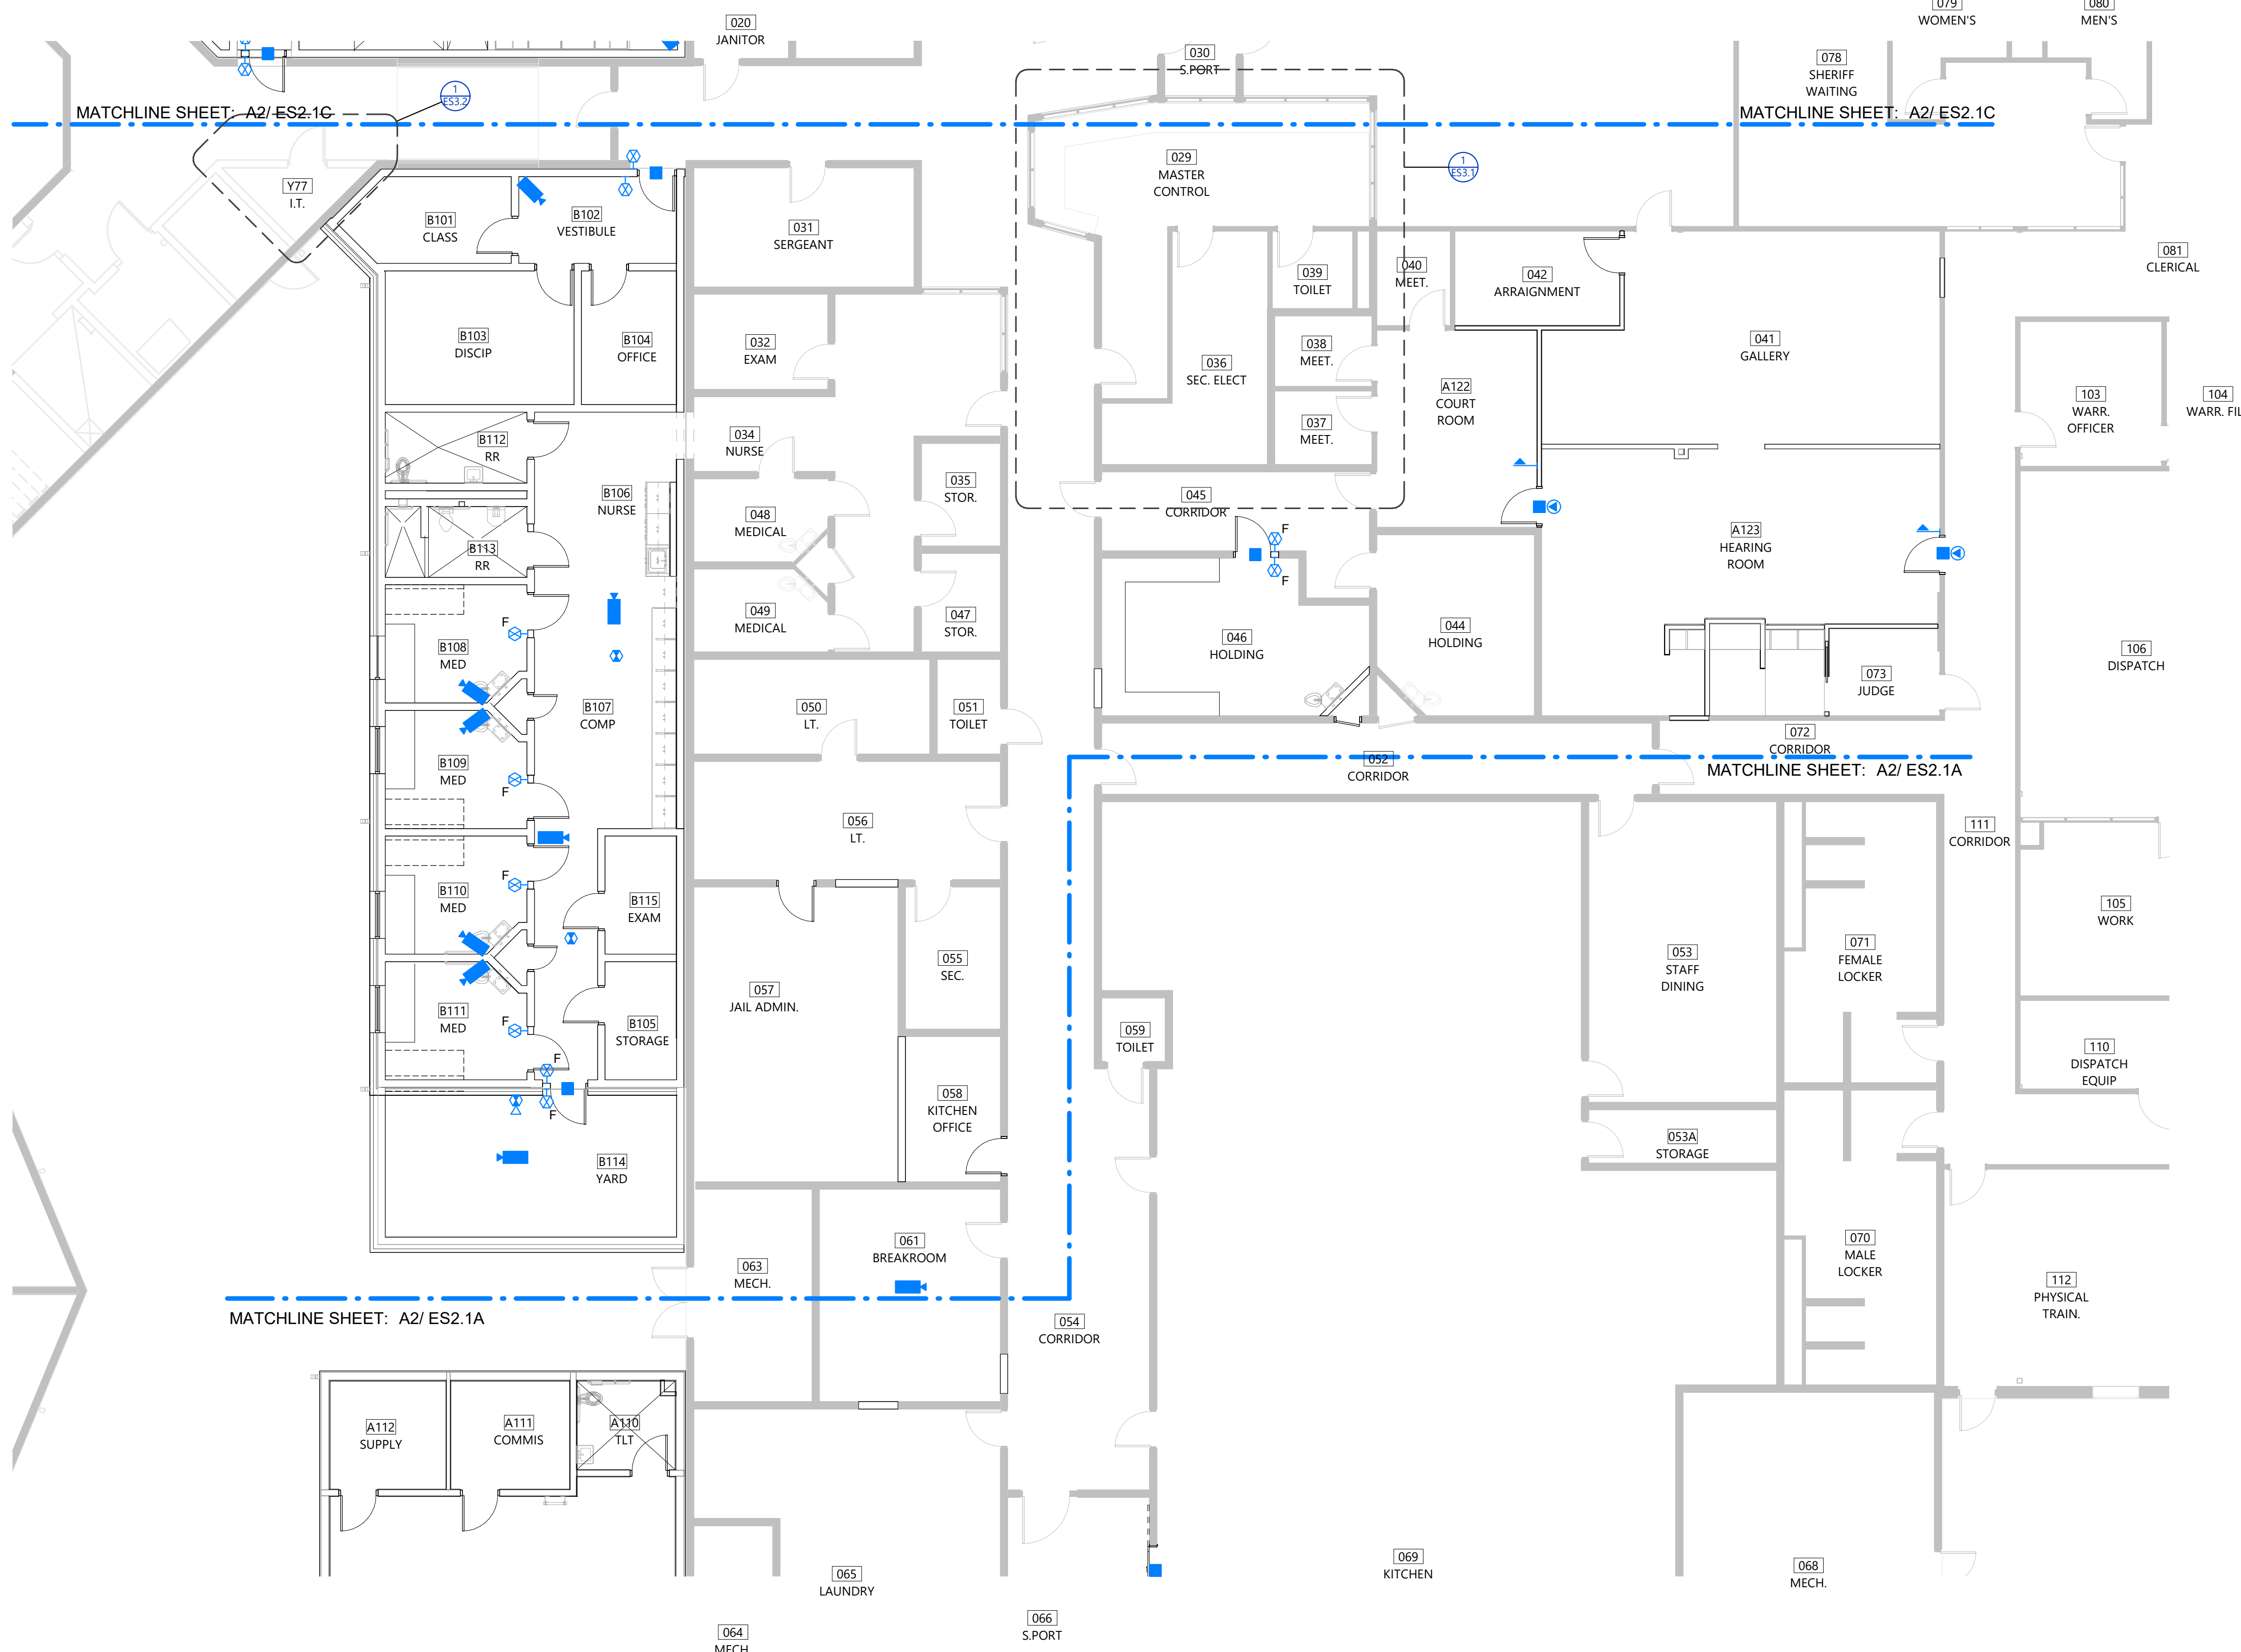 020
JANITOR
079
WOMEN'S
080
MEN'S
030
S.PORT
078
SHERIFF
WAITING
1
ES3.2
MATCHLINE SHEET: A2/ ES2.1C
MATCHLINE SHEET: A2/ ES2.1C
029
MASTER
CONTROL
1
ES3.1
Y77
I.T.
B101
CLASS
B102
VESTIBULE
031
SERGEANT
081
CLERICAL
039
TOILET
040
MEET.
042
ARRAIGNMENT
B103
DISCIP
B104
OFFICE
032
EXAM
038
MEET.
036
SEC. ELECT
041
GALLERY
A122
COURT
ROOM
103
WARR.
OFFICER
104
WARR. FIL
037
MEET.
B112
RR
034
NURSE
035
STOR.
B106
NURSE
045
CORRIDOR
048
MEDICAL
F
F
B113
RR
A123
HEARING
ROOM
049
MEDICAL
047
STOR.
F
B108
MED
046
HOLDING
044
HOLDING
106
DISPATCH
073
JUDGE
B107
COMP
050
LT.
051
TOILET
072
CORRIDOR
052
CORRIDOR
MATCHLINE SHEET: A2/ ES2.1A
B109
MED
F
056
LT.
111
CORRIDOR
F
B110
MED
B115
EXAM
105
WORK
071
FEMALE
LOCKER
055
SEC.
053
STAFF
DINING
057
JAIL ADMIN.
B111
MED
F
B105
STORAGE
059
TOILET
110
DISPATCH
EQUIP
F
F
058
KITCHEN
OFFICE
053A
STORAGE
B114
YARD
061
BREAKROOM
070
MALE
LOCKER
063
MECH.
112
PHYSICAL
TRAIN.
MATCHLINE SHEET: A2/ ES2.1A
054
CORRIDOR
A112
SUPPLY
A111
COMMIS
A110
TLT
065
LAUNDRY
069
KITCHEN
068
MECH.
066
S.PORT
064
MECH